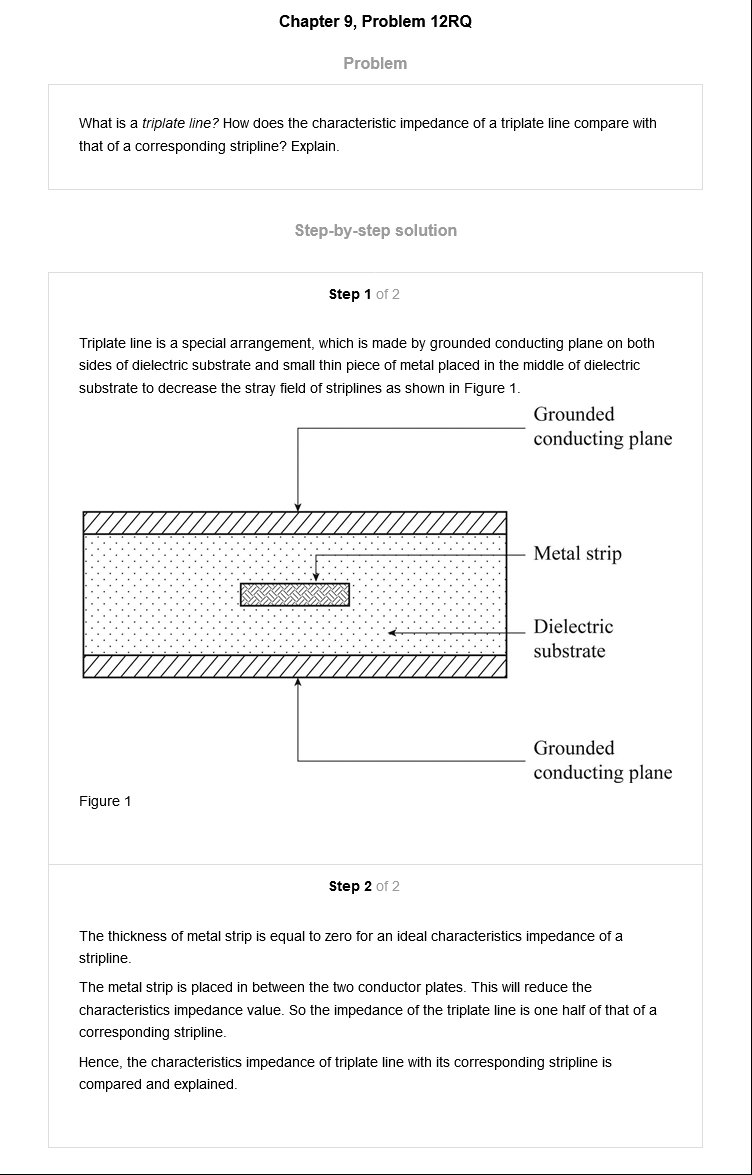 Chapter 9, Problem 12RQ
Problem
What is a triplate line? How does the characteristic impedance of a triplate line compare with
that of a corresponding stripline? Explain.
Step-by-step solution
Step 1 of 2
Triplate line is a special arrangement, which is made by grounded conducting plane on both
sides of dielectric substrate and small thin piece of metal placed in the middle of dielectric
substrate to decrease the stray field of striplines as shown in Figure 1.
Grounded
conducting plane
Metal strip
Dielectric
substrate
Grounded
conducting plane
Figure 1
Step 2 of 2
The thickness of metal strip is equal to zero for an ideal characteristics impedance of a
stripline.
The metal strip is placed in between the two conductor plates. This will reduce the
characteristics impedance value. So the impedance of the triplate line is one half of that of a
corresponding stripline.
Hence, the characteristics impedance of triplate line with its corresponding stripline is
compared and explained.